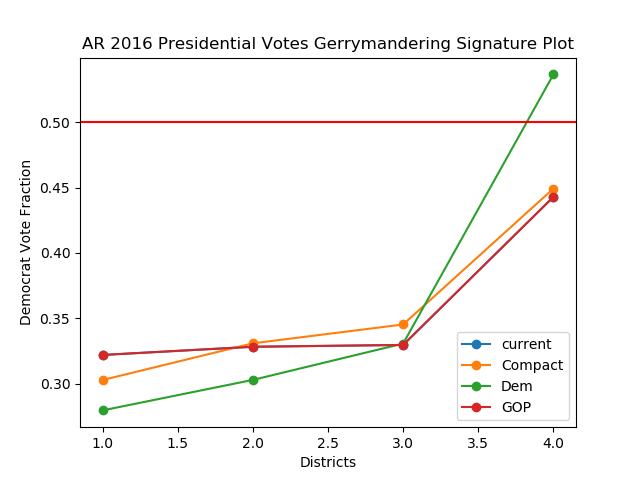 AR 2016 Presidential Votes Gerrymandering Signature Plot
Democrat Vote Fraction
0.50
0.45
0.40
0.35
0.30
current
Compact
Dem
GOP
1.0 1.5 2.0 2.5 3.0 3.5 4.0
Districts